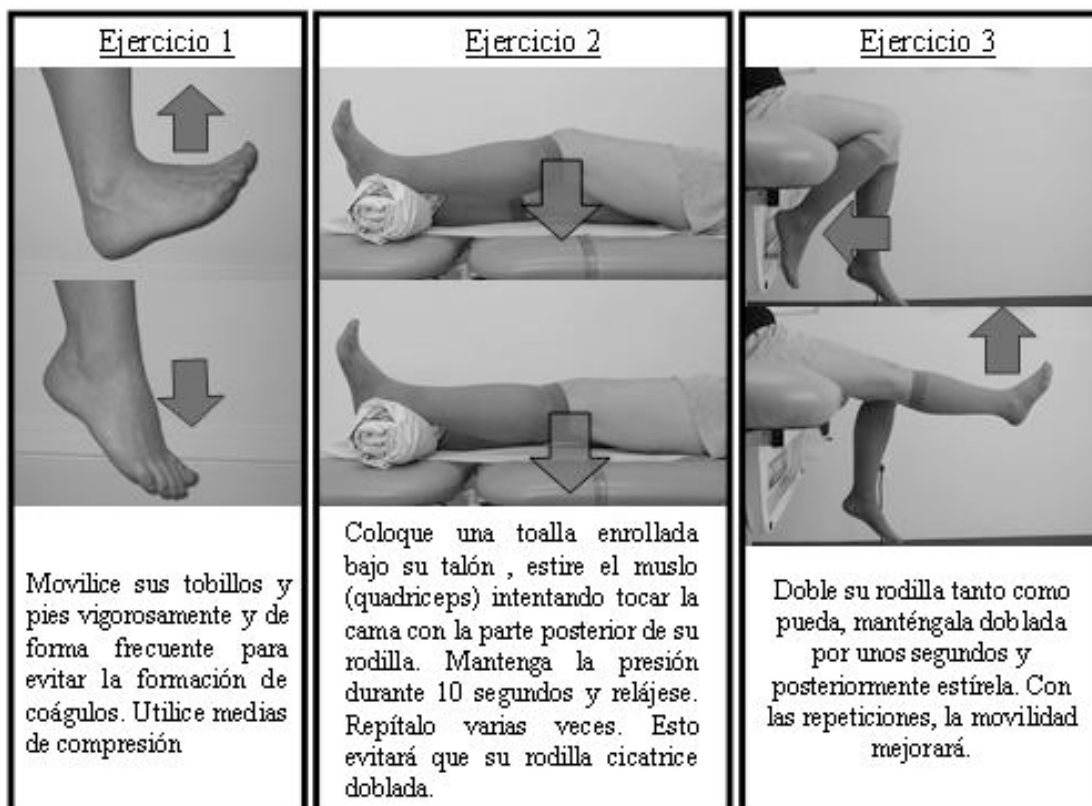 Ejercicio 1
Movilice sus tobillos y
pies vigorosamente y de
forma frecuente para
evitar la formación de
coágulos. Utilice medias
de compresión
Ejercicio 2
Coloque una toalla enrollada
bajo su talón , estire el muslo
(quadriceps) intentando tocar la
cama con la parte posterior de su
rodilla. Mantenga la presión
durante 10 segundos y relájese.
Repítalo varias veces. Esto
evitará que su rodilla cicatrice
doblada.
Ejercicio 3
Doble su rodilla tanto como
pueda, manténgala doblada
por unos segundos y
posteriormente estírela. Con
las repeticiones, la movilidad
mejorará.